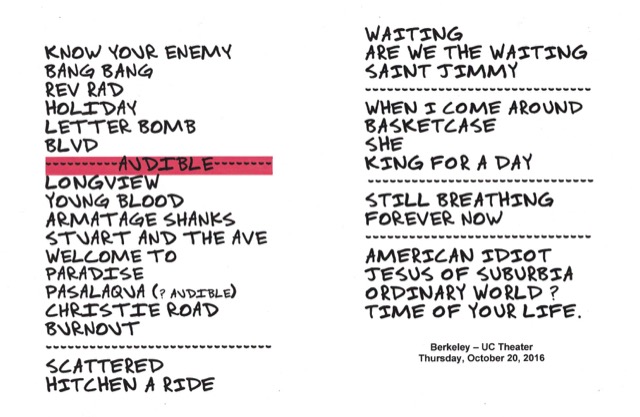 KNOW YOUR ENEMY
BANG BANG
REV RAD
HOLIDAY
LETTER BOMB
BLVD
----------AUDIBLE--------
LONGVIEW
YOUNG BLOOD
ARMATAGE SHANKS
STUART AND THE AVE
WELCOME TO
PARADISE
PASALAQUA (? AUDIBLE)
CHRISTIE ROAD
BURNOUT
--------------------------------
SCATTERED
HITCHEN A RIDE
WAITING
ARE WE THE WAITING
SAINT JIMMY
--------------------------------
WHEN I COME AROUND
BASKETCASE
SHE
KING FOR A DAY
--------------------------------
STILL BREATHING
FOREVER NOW
--------------------------------
AMERICAN IDIOT
JESUS OF SUBURBIA
ORDINARY WORLD ?
TIME OF YOUR LIFE.
Berkeley – UC Theater
Thursday, October 20, 2016